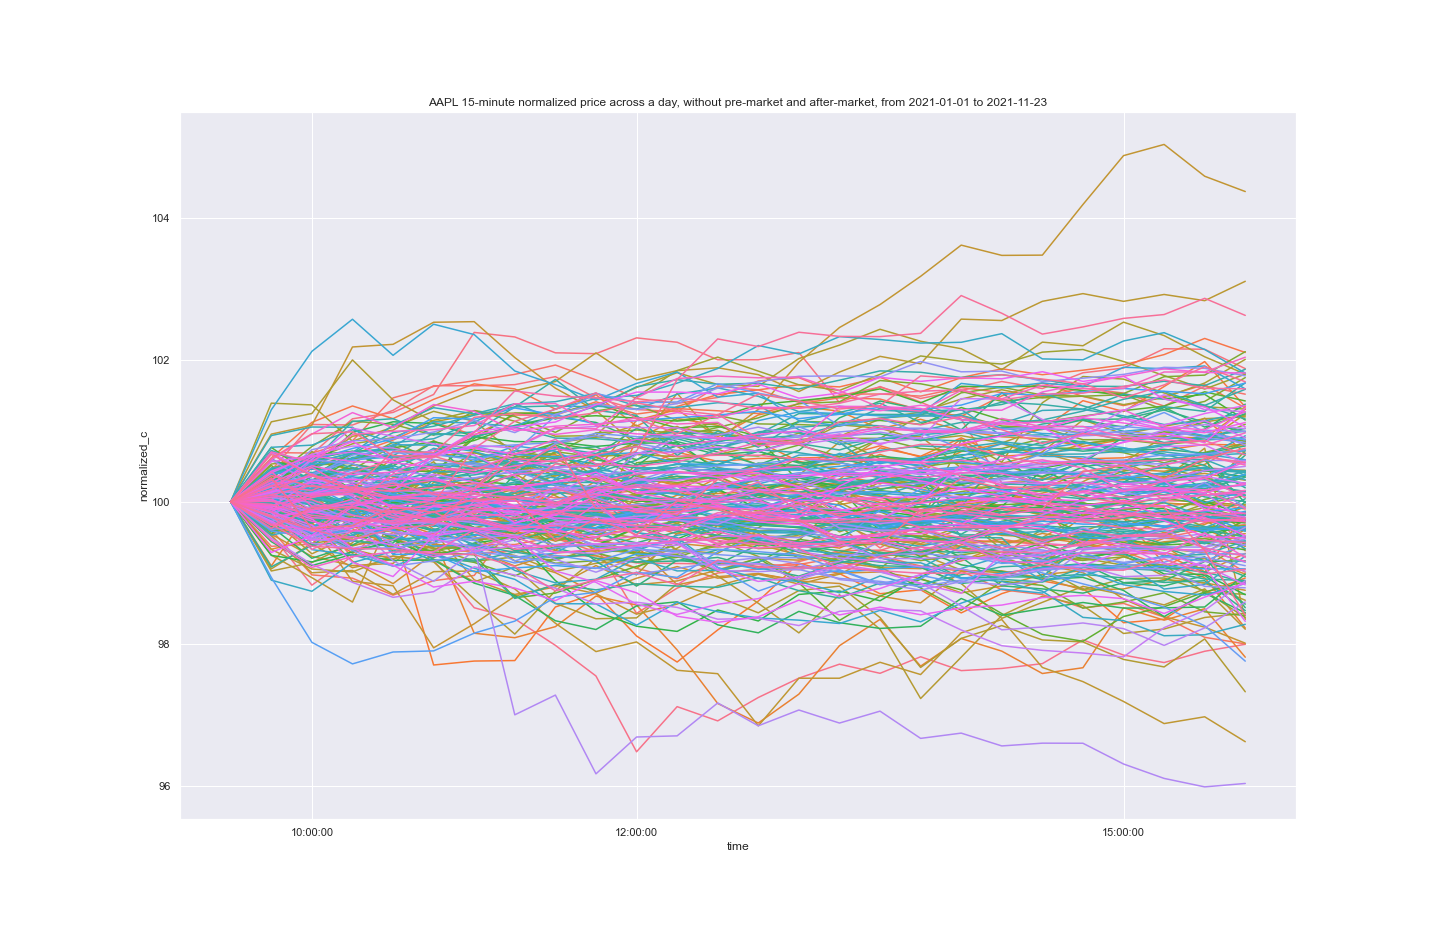 AAPL 15-minute normalized price across a day, without pre-market and after-market, from 2021-01-01 to 2021-11-23
normalized_c
104
102
100
98
96
10:00:00 12:00:00 15:00:00
time